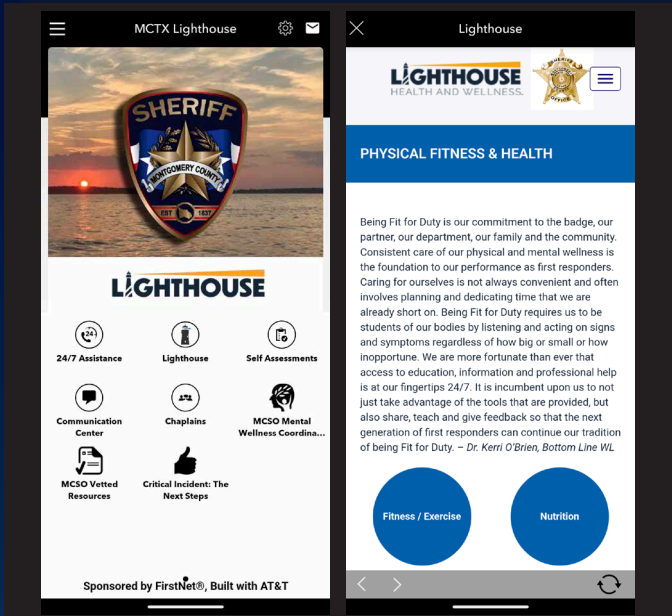 MCTX Lighthouse
SHERIFF
MONTGOMERY COUNTY
EST 1837
LIGHTHOUSE
24/7
24/7 Assistance
Lighthouse
Self Assessments
Communication
Center
Chaplains
MCSO Mental
Wellness Coordina...
MCSO Vetted
Resources
Critical Incident: The
Next Steps
Sponsored by FirstNet®, Built with AT&T
Lighthouse
LIGHTHOUSE
HEALTH AND WELLNESS.
SHERIFF'S
OFFICE
PHYSICAL FITNESS & HEALTH
Being Fit for Duty is our commitment to the badge, our
partner, our department, our family and the community.
Consistent care of our physical and mental wellness is
the foundation to our performance as first responders.
Caring for ourselves is not always convenient and often
involves planning and dedicating time that we are
already short on. Being Fit for Duty requires us to be
students of our bodies by listening and acting on signs
and symptoms regardless of how big or small or how
inopportune. We are more fortunate than ever that
access to education, information and professional help
is at our fingertips 24/7. It is incumbent upon us to not
just take advantage of the tools that are provided, but
also share, teach and give feedback so that the next
generation of first responders can continue our tradition
of being Fit for Duty. – Dr. Kerri O'Brien, Bottom Line WL
Fitness / Exercise
Nutrition